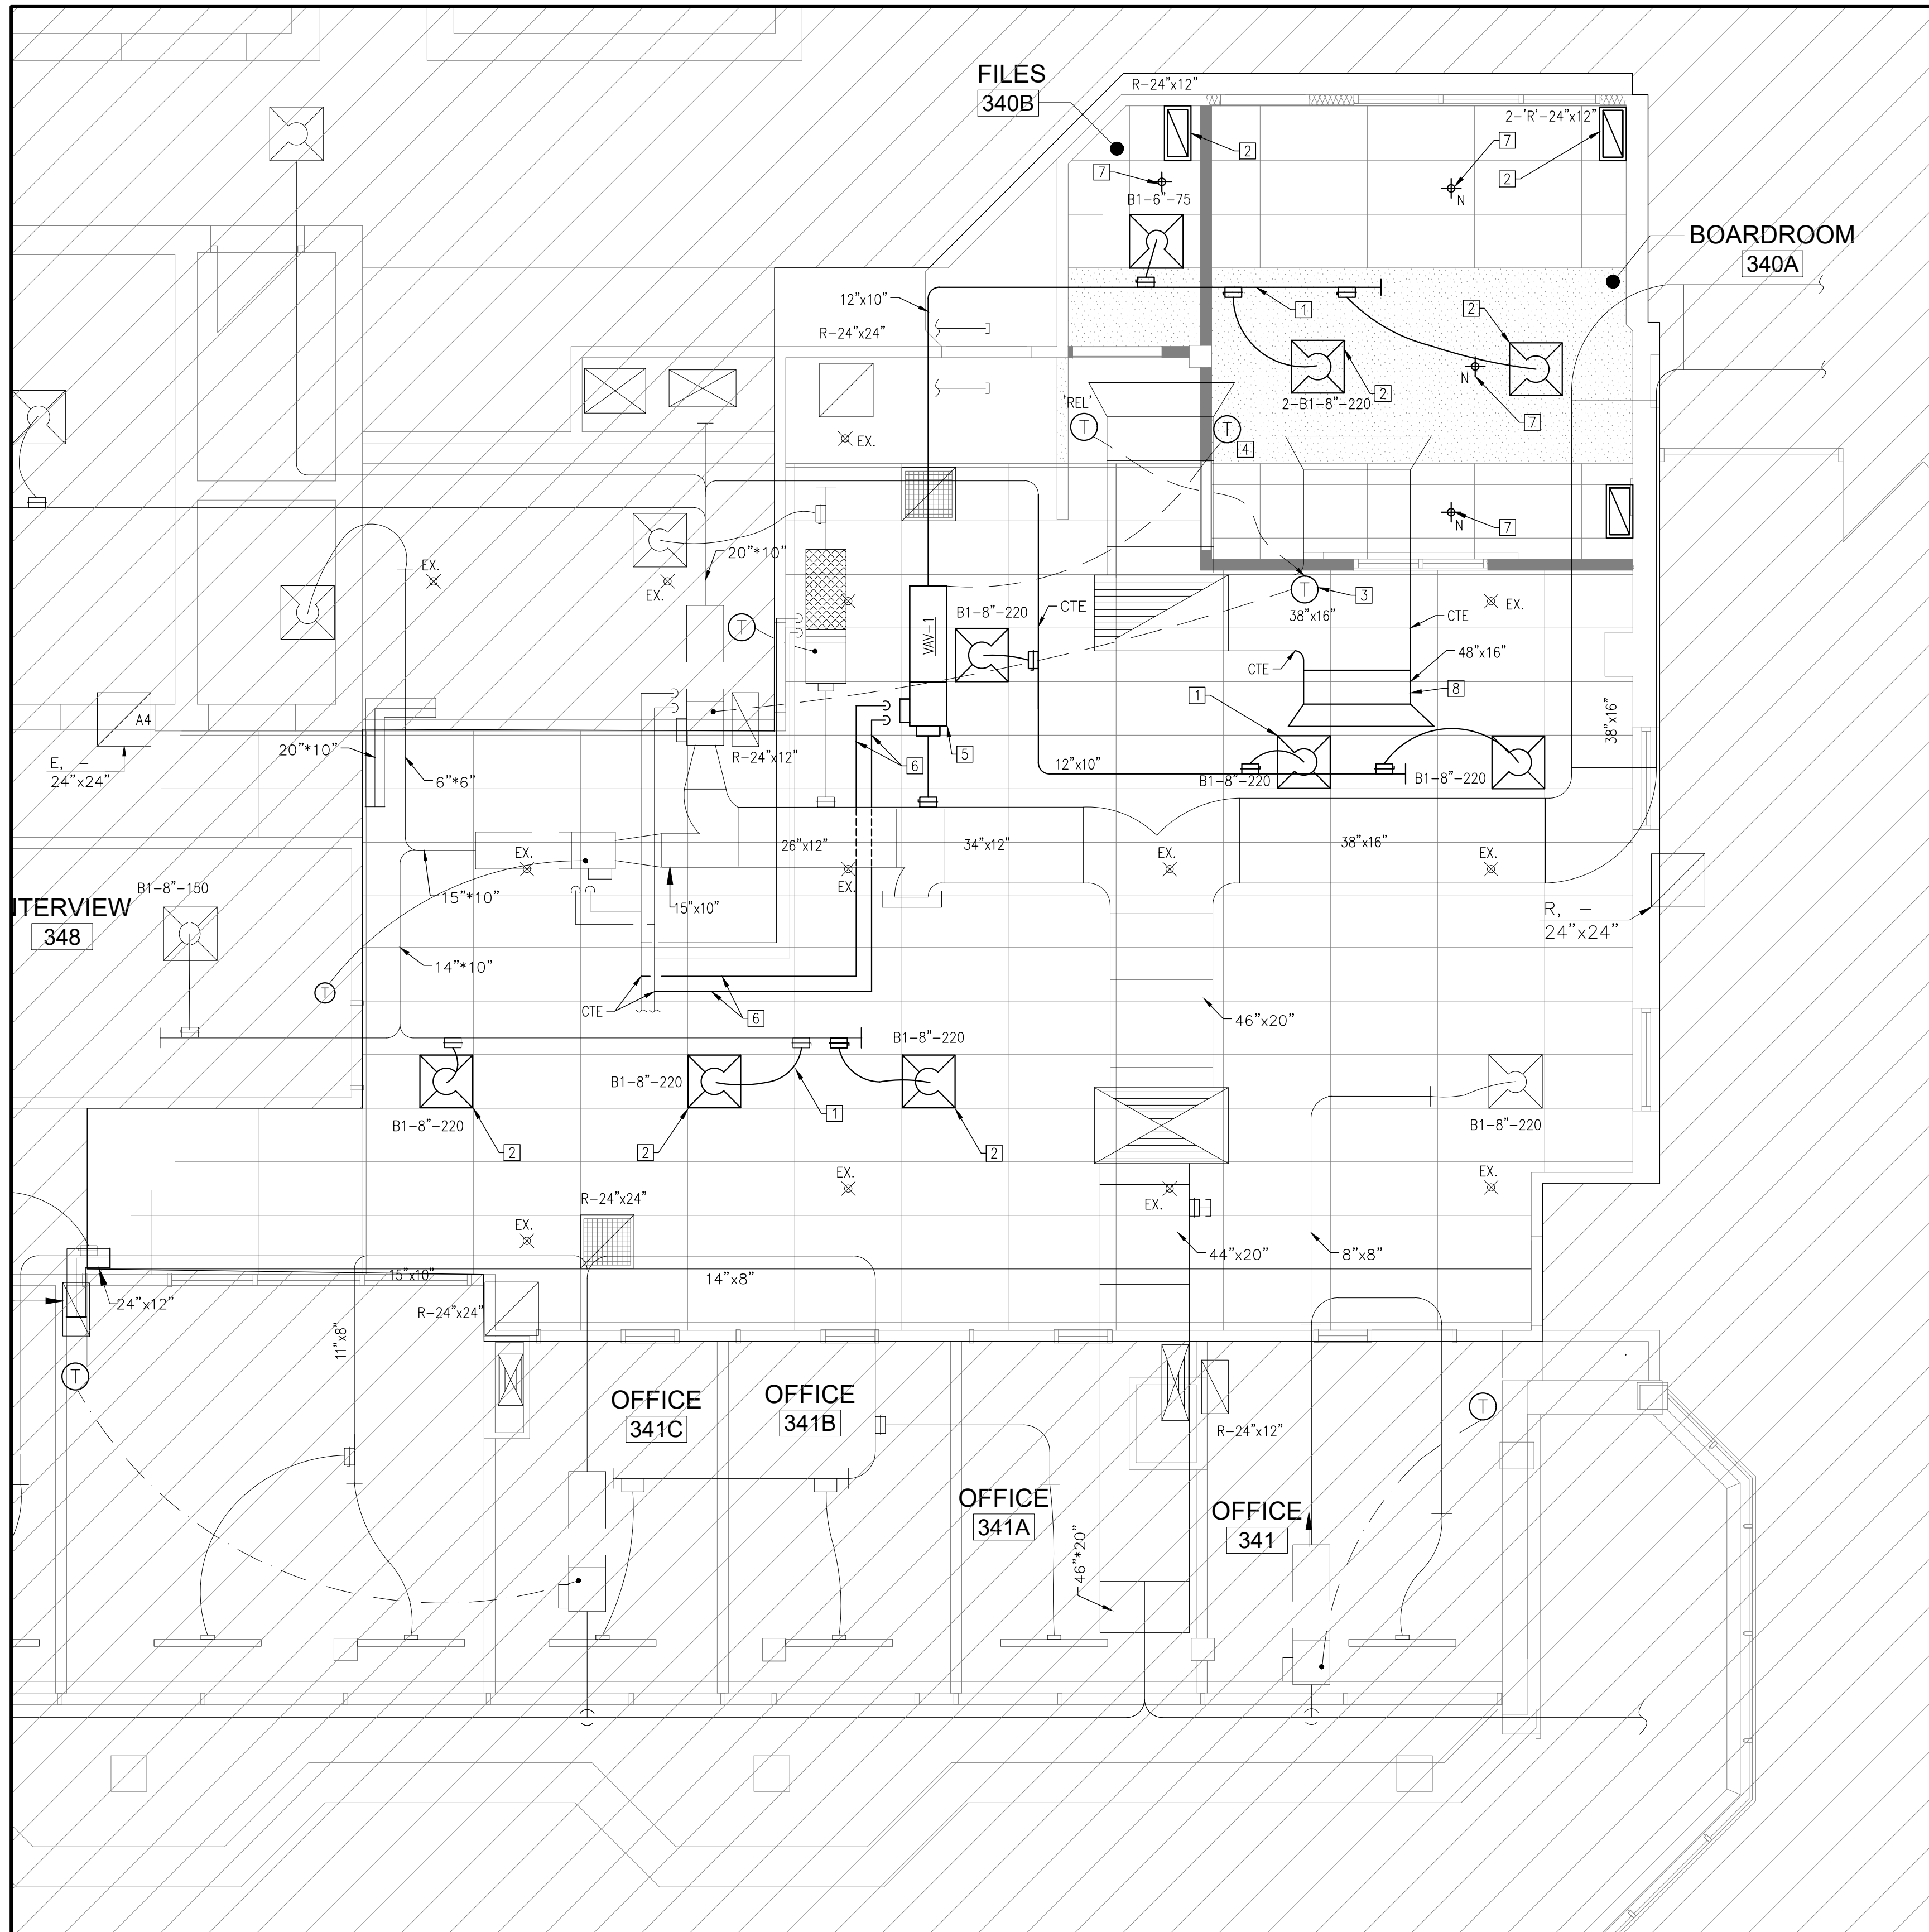 FILES
340B
R-24"x12"
2-'R'-24"x12"
7
2
7
2
N
B1-6"-75
BOARDROOM
340A
12"x10"
1
2
R-24"x24"
N
2
2-B1-8"-220
'REL'
T
T
4
7
EX.
N
7
20"*10"
EX.
EX.
T
VAV-1
B1-8"-220
CTE
T
3
38"x16"
EX.
CTE
48"x16"
CTE
8
1
A4
E, -
24"x24"
20"*10"
6"*6"
R-24"x12"
6
5
12"x10"
B1-8"-220
B1-8"-220
38"x16"
26"x12"
34"x12"
38"x16"
EX.
EX.
EX.
EX.
B1-8"-150
NTERVIEW
348
15"*10"
15"x10"
R, -
24"x24"
14"*10"
T
CTE
6
46"x20"
B1-8"-220
B1-8"-220
1
B1-8"-220
2
2
2
B1-8"-220
EX.
EX.
EX.
R-24"x24"
EX.
44"x20"
8"x8"
15"x10"
14"x8"
24"x12"
R-24"x24"
11"x8"
T
OFFICE
341C
OFFICE
341B
R-24"x12"
T
OFFICE
341A
OFFICE
341
46"*20"